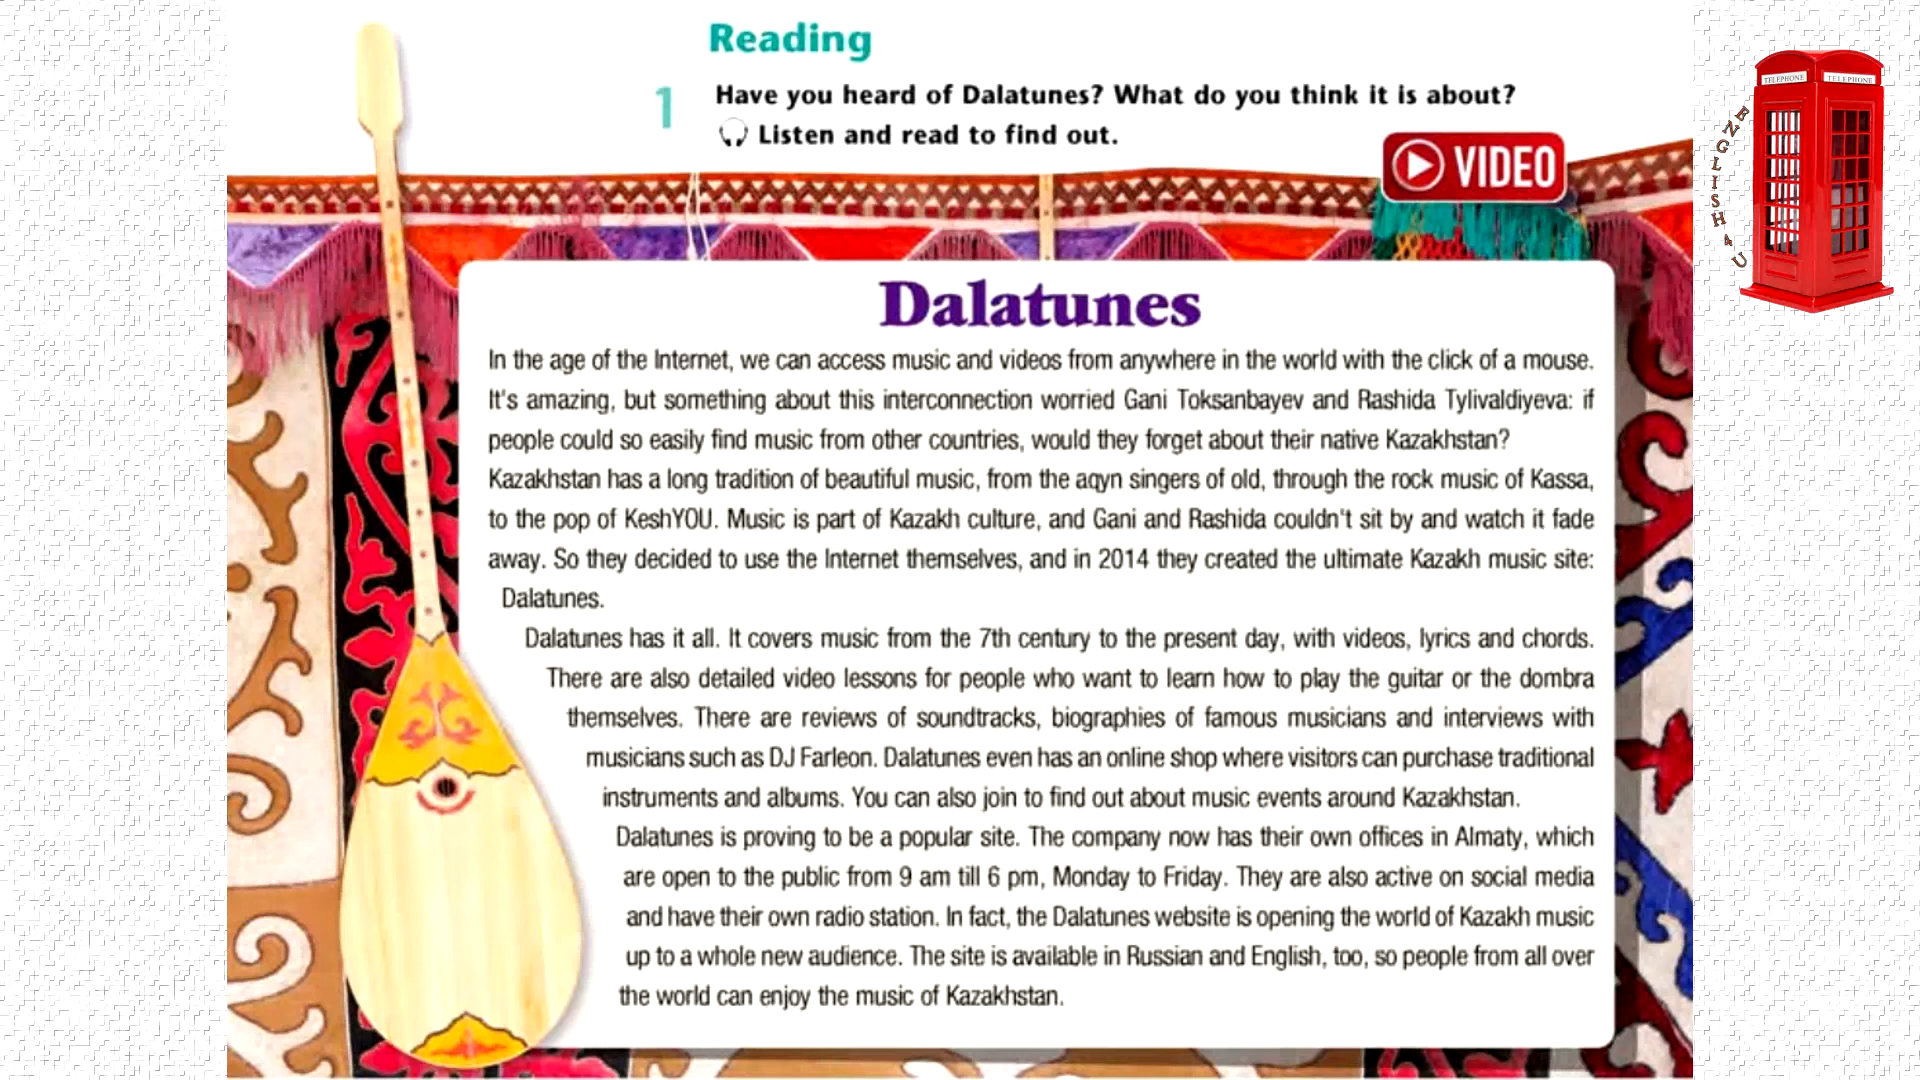 Reading
1 Have you heard of Dalatunes? What do you think it is about?
Listen and read to find out.
VIDEO
TELEPHONE TELEPHONE
ENGLISH 4 U
Dalatunes
In the age of the Internet, we can access music and videos from anywhere in the world with the click of a mouse.
It's amazing, but something about this interconnection worried Gani Toksanbayev and Rashida Tylivaldiyeva: if
people could so easily find music from other countries, would they forget about their native Kazakhstan?
Kazakhstan has a long tradition of beautiful music, from the aqyn singers of old, through the rock music of Kassa,
to the pop of KeshYOU. Music is part of Kazakh culture, and Gani and Rashida couldn't sit by and watch it fade
away. So they decided to use the Internet themselves, and in 2014 they created the ultimate Kazakh music site:
Dalatunes.
Dalatunes has it all. It covers music from the 7th century to the present day, with videos, lyrics and chords.
There are also detailed video lessons for people who want to learn how to play the guitar or the dombra
themselves. There are reviews of soundtracks, biographies of famous musicians and interviews with
musicians such as DJ Farleon. Dalatunes even has an online shop where visitors can purchase traditional
instruments and albums. You can also join to find out about music events around Kazakhstan.
Dalatunes is proving to be a popular site. The company now has their own offices in Almaty, which
are open to the public from 9 am till 6 pm, Monday to Friday. They are also active on social media
and have their own radio station. In fact, the Dalatunes website is opening the world of Kazakh music
up to a whole new audience. The site is available in Russian and English, too, so people from all over
the world can enjoy the music of Kazakhstan.